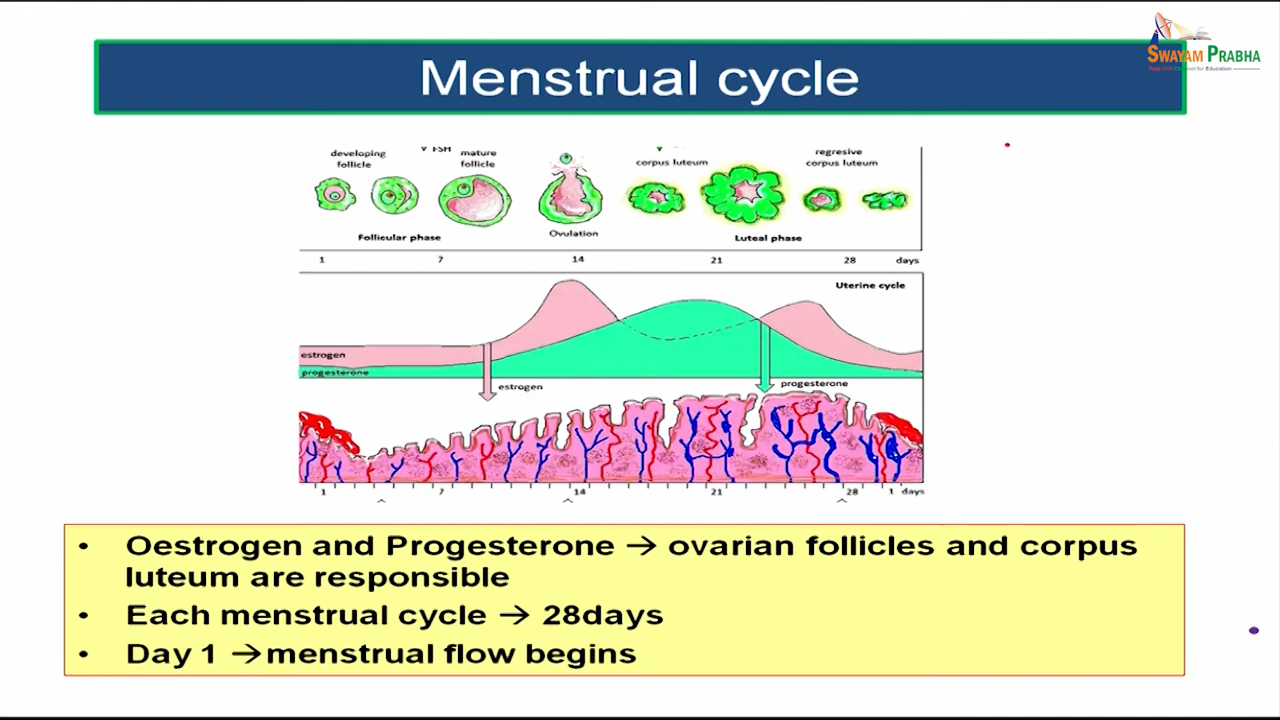 SWAYAM PRABHA
Menstrual cycle
developing
follicle
FSH
mature
follicle
corpus luteum
regresive
corpus luteum
Follicular phase
Ovulation
Luteal phase
1 7 14 21 28 days
Uterine cycle
estrogen
progesterone
estrogen
progesterone
1 7 14 21 28 1 days
• Oestrogen and Progesterone → ovarian follicles and corpus
luteum are responsible
• Each menstrual cycle → 28days
• Day 1 →menstrual flow begins